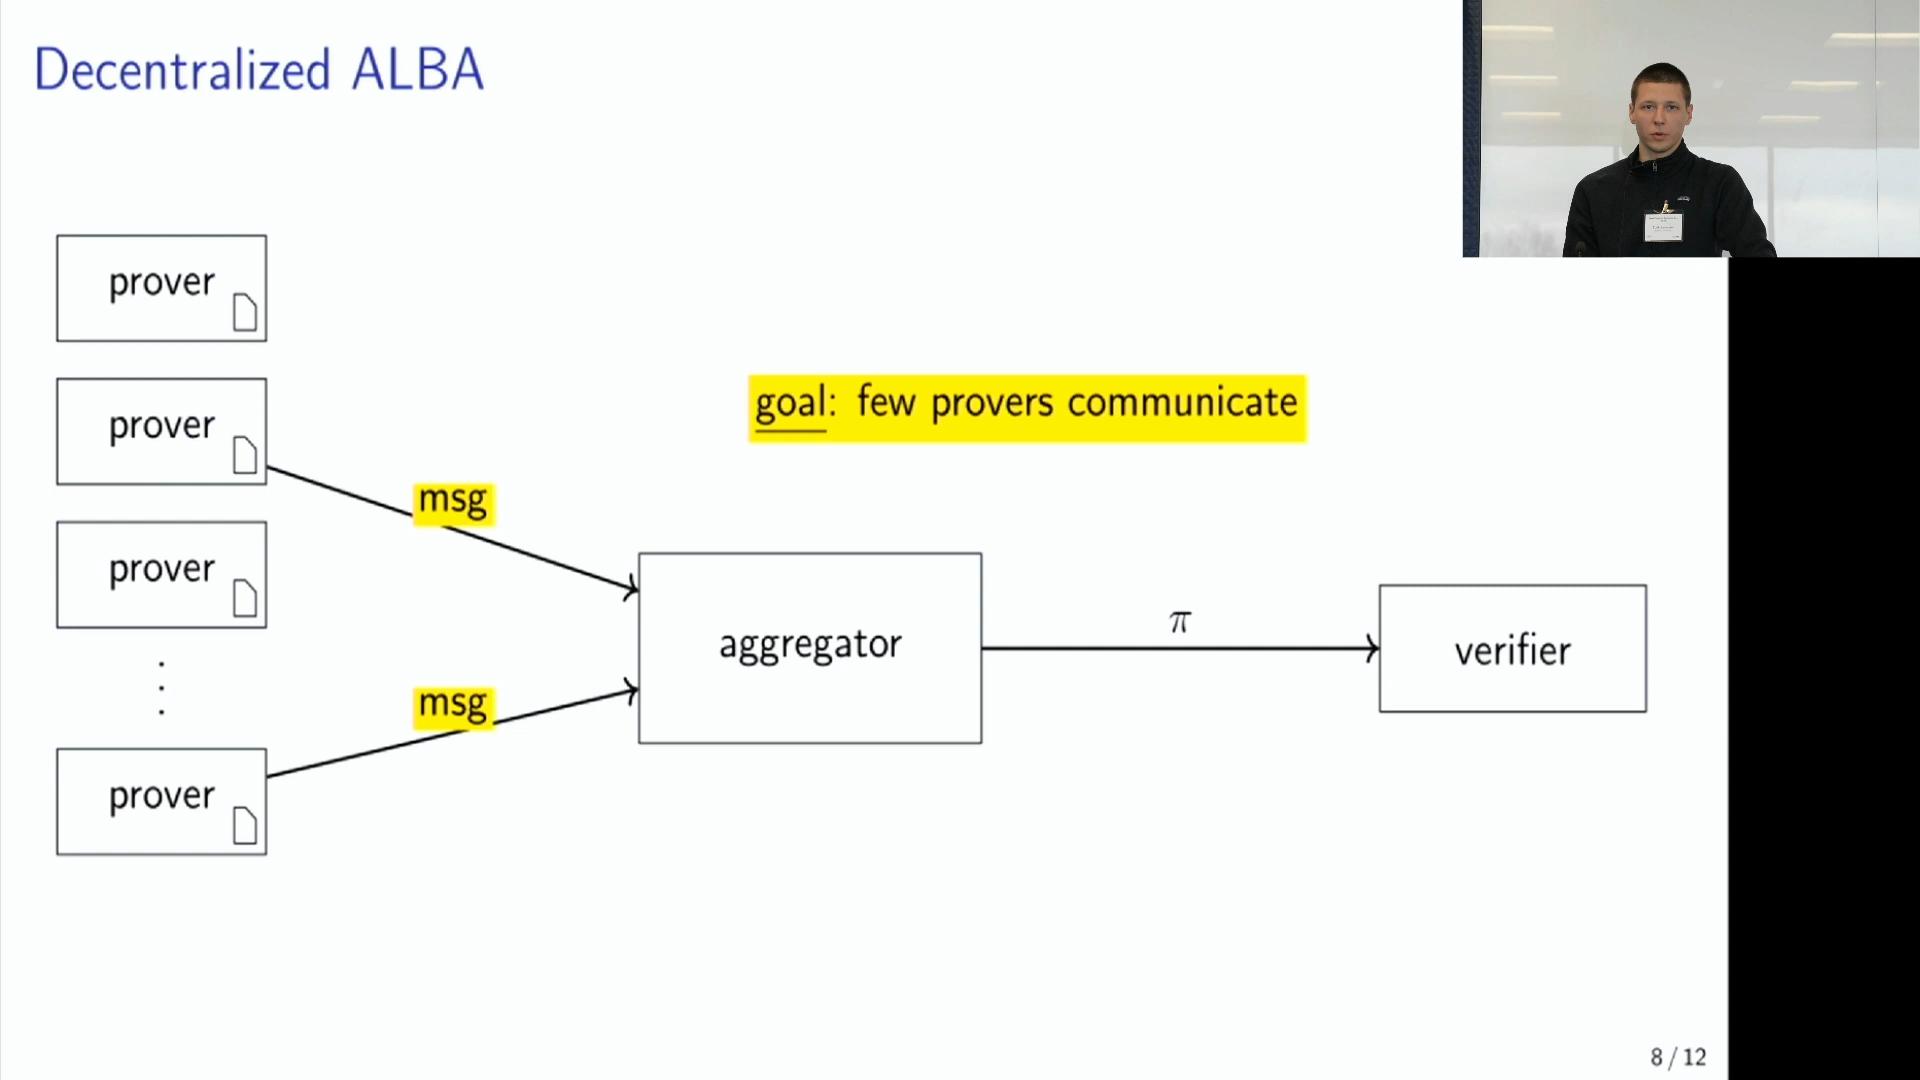 Decentralized ALBA
prover
prover
prover
prover
msg
msg
goal: few provers communicate
aggregator
π
verifier
8 / 12